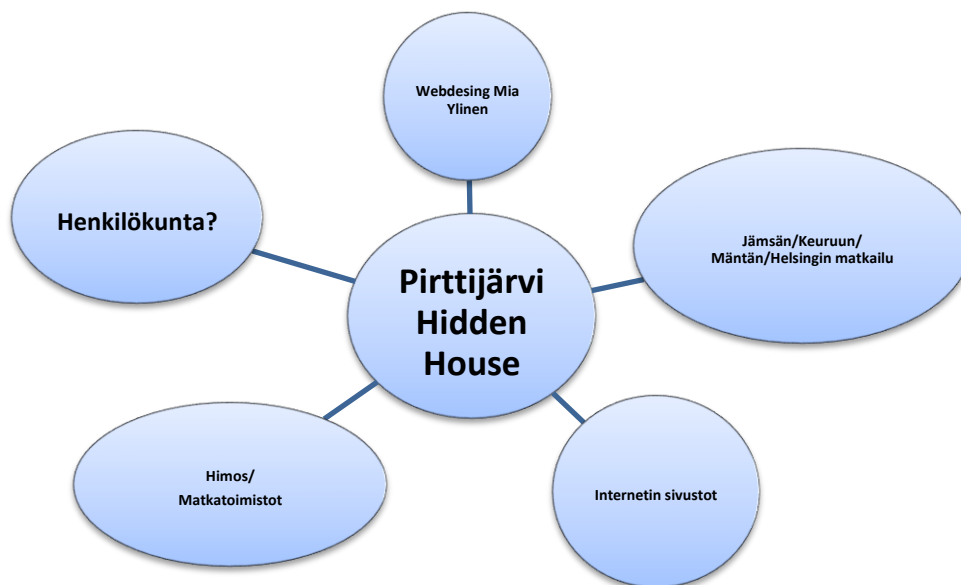 Webdesing Mia
Ylinen
Henkilökunta?
Jämsän/Keuruun/
Mäntän/Helsingin matkailu
Pirttijärvi
Hidden
House
Himos/
Matkatoimistot
Internetin sivustot